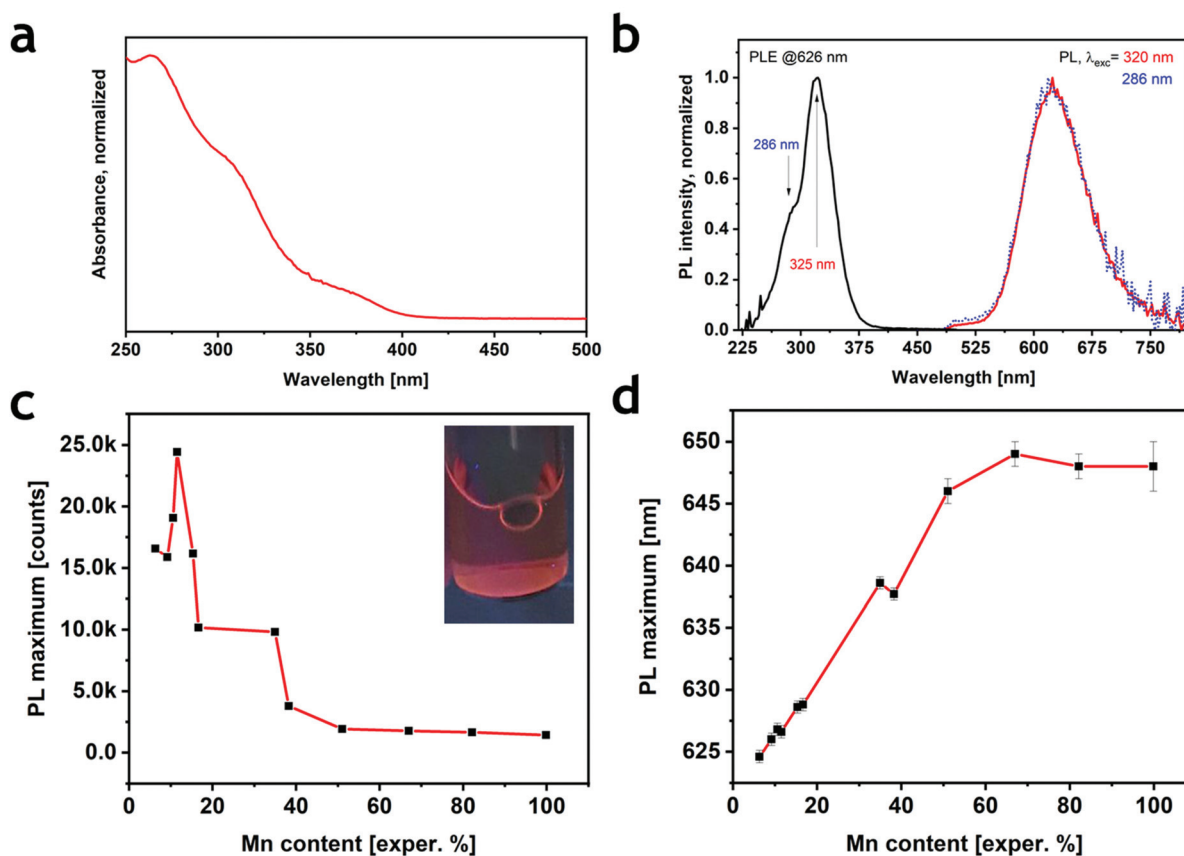 a
Absorbance, normalized
250 300 350 400 450 500
Wavelength [nm]
b
PLE @626 nm
PL, λexc= 320 nm
286 nm
286 nm
325 nm
PL intensity, normalized
1.0
0.8
0.6
0.4
0.2
0.0
225 300 375 450 525 600 675 750
Wavelength [nm]
c
PL maximum [counts]
25.0k
20.0k
15.0k
10.0k
5.0k
0.0
0 20 40 60 80 100
Mn content [exper. %]
d
PL maximum [nm]
650
645
640
635
630
625
0 20 40 60 80 100
Mn content [exper. %]